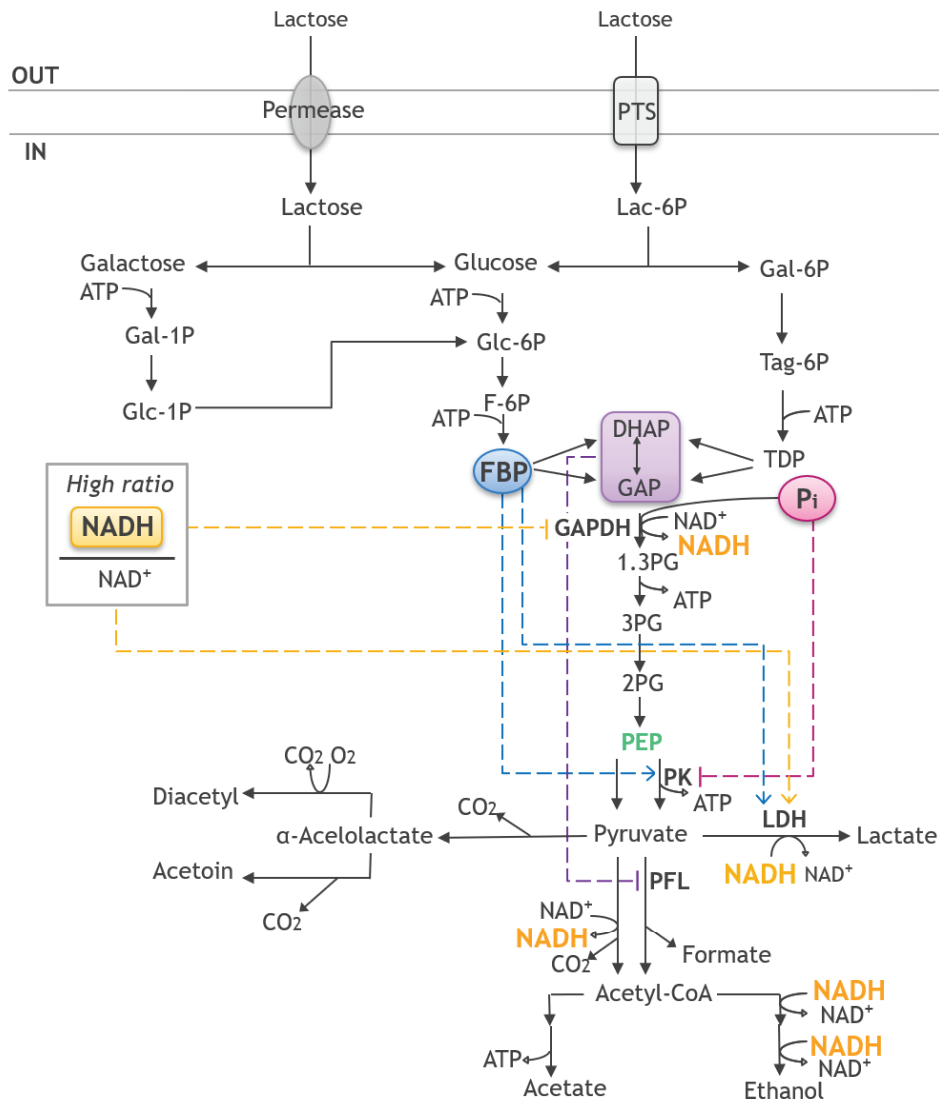 Lactose
Lactose
OUT
Permease
PTS
IN
Lactose
Lac-6P
Galactose
Glucose
Gal-6P
ATP
ATP
Gal-1P
Glc-6P
Tag-6P
Glc-1P
F-6P
ATP
ATP
DHAP
TDP
FBP
GAP
Pi
High ratio
NADH
NAD+
GAPDH
NAD+
NADH
1.3PG
ATP
3PG
2PG
PEP
PK
ATP
CO2 O2
Diacetyl
CO2
LDH
α-Acelolactate
Pyruvate
Lactate
Acetoin
NADH NAD+
PFL
CO2
NAD+
NADH
CO2
Formate
Acetyl-CoA
NADH
NAD+
ATP
NADH
NAD+
Acetate
Ethanol